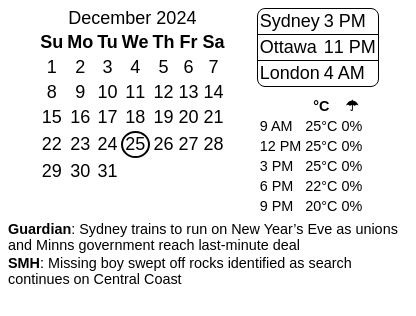 December 2024
Su Mo Tu We Th Fr Sa
1 2 3 4 5 6 7
8 9 10 11 12 13 14
15 16 17 18 19 20 21
22 23 24 25 26 27 28
29 30 31
Sydney 3 PM
Ottawa 11 PM
London 4 AM
°C ☂
9 AM 25°C 0%
12 PM 25°C 0%
3 PM 25°C 0%
6 PM 22°C 0%
9 PM 20°C 0%
Guardian: Sydney trains to run on New Year’s Eve as unions
and Minns government reach last-minute deal
SMH: Missing boy swept off rocks identified as search
continues on Central Coast